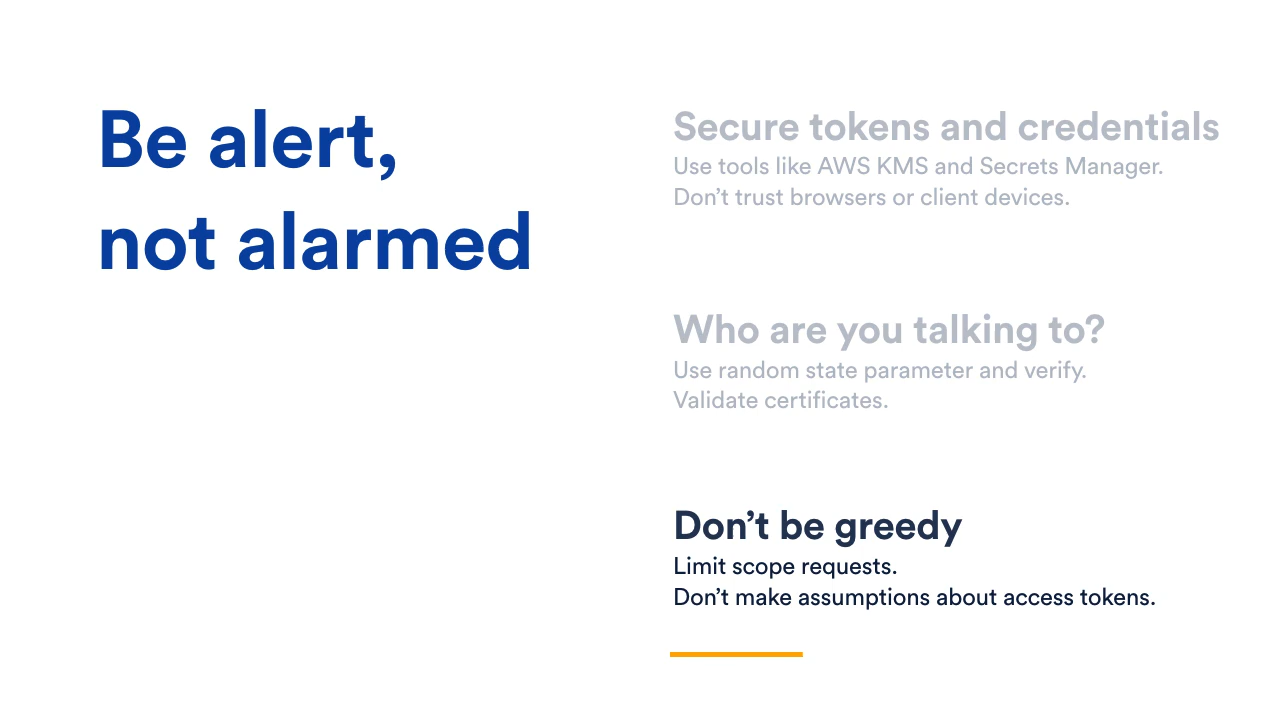 Be alert,
not alarmed
Secure tokens and credentials
Use tools like AWS KMS and Secrets Manager.
Don’t trust browsers or client devices.
Who are you talking to?
Use random state parameter and verify.
Validate certificates.
Don’t be greedy
Limit scope requests.
Don’t make assumptions about access tokens.